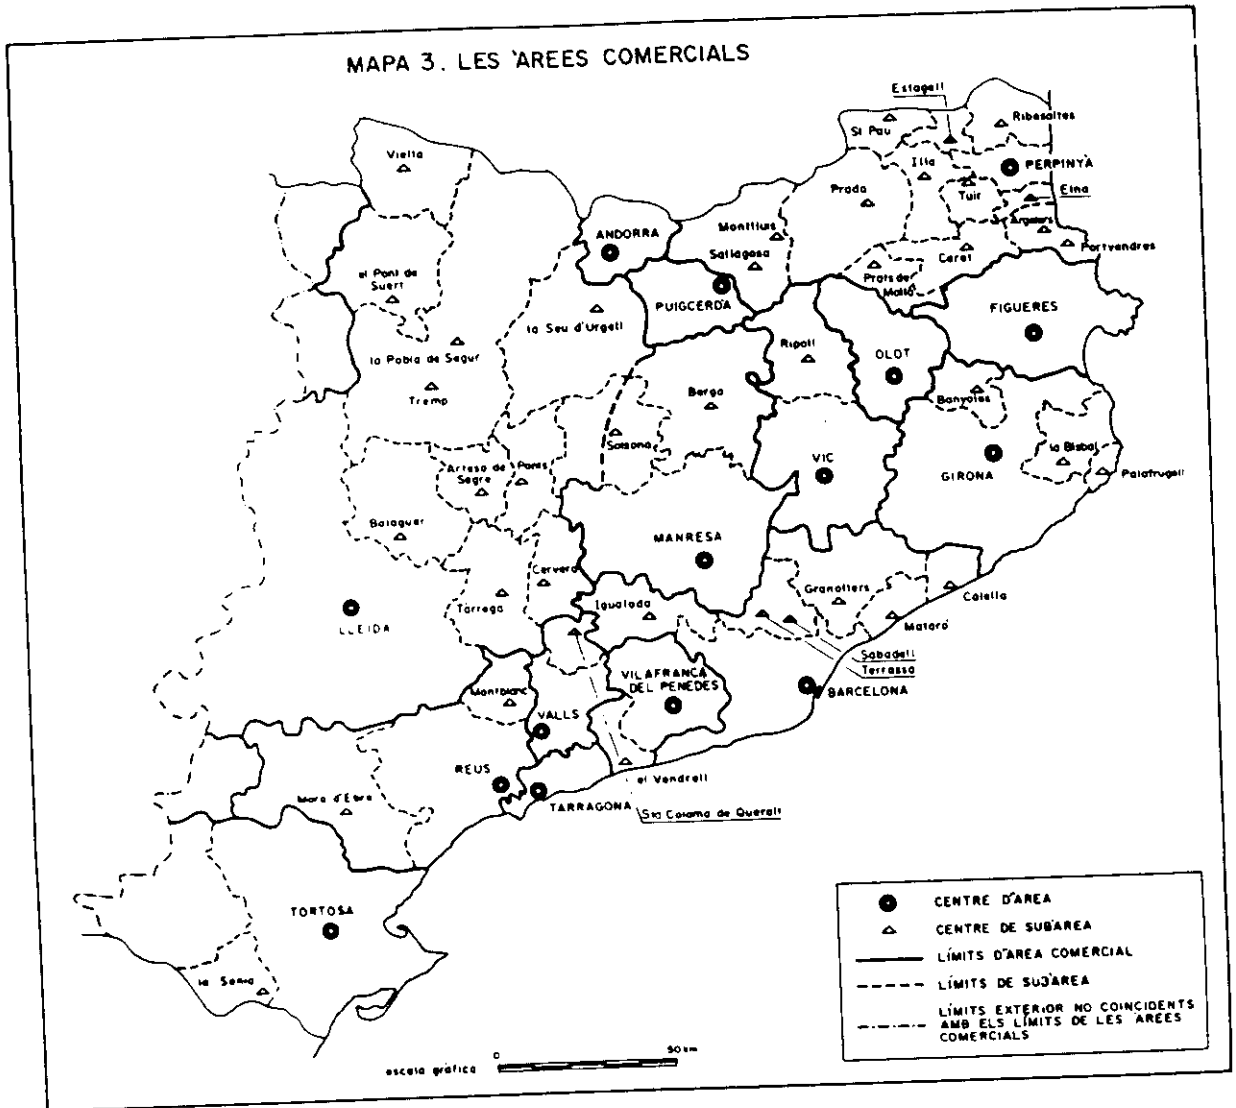 MAPA 3. LES ÀREES COMERCIALS
Estagell
St Pau
Ribesaltes
Viella
Illa
PERPINYÀ
Prada
Tuir
Elna
Argelers
Portvendres
ANDORRA
Montlluís
Sallagosa
Ceret
Prats de
Molló
el Pont de
Suert
PUIGCERDÀ
FIGUERES
la Seu d'Urgell
Ripoll
OLOT
la Pobla de Segur
Tremp
Berga
Banyoles
Solsona
la Bisbal
Palafrugell
VIC
GIRONA
Artesa de
Segre
Ponts
Balaguer
MANRESA
Cervera
Tàrrega
Igualada
Granollers
Calella
Mataró
LLEIDA
Sabadell
Terrassa
VILAFRANCA
DEL PENEDÈS
BARCELONA
Montblanc
VALLS
REUS
el Vendrell
TARRAGONA
Sta Coloma de Queralt
Mora d'Ebre
TORTOSA
la Senia
CENTRE D'ÀREA
CENTRE DE SUBÀREA
LÍMITS D'ÀREA COMERCIAL
LÍMITS DE SUBÀREA
LÍMITS EXTERIOR NO COINCIDENTS
AMB ELS LÍMITS DE LES ÀREES
COMERCIALS
0
50 km
escala gràfica